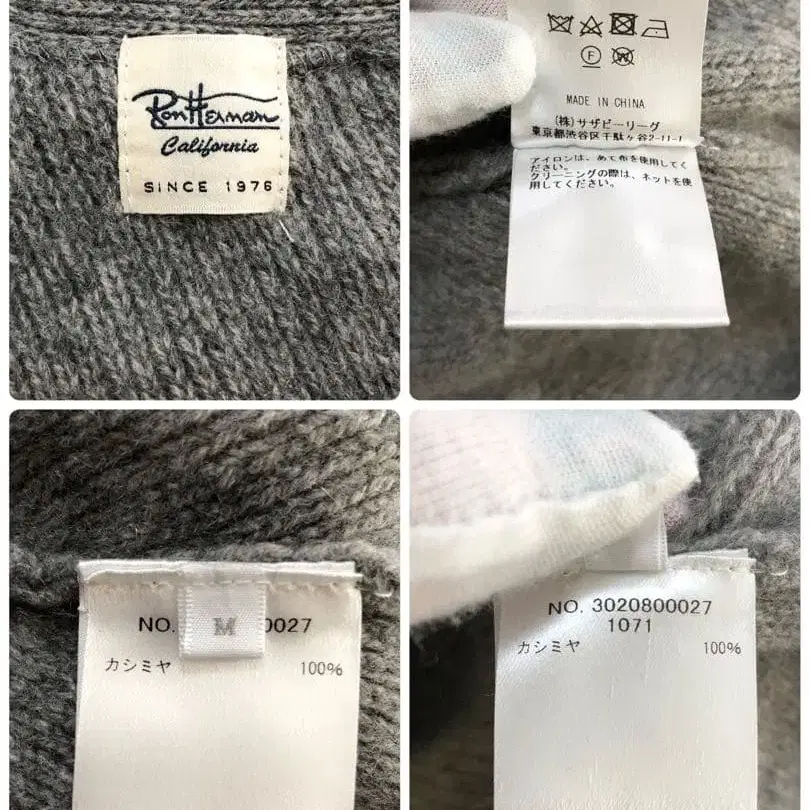 Ron Herman
California
SINCE 1976
F
W
MADE IN CHINA
(株)サザビーリーグ
東京都渋谷区千駄ヶ谷2-11-1
アイロンは、あて布を使用してく
ださい。
クリーニングの際は、ネットを使
用してください。
NO.
M
0027
カシミヤ 100%
NO. 3020800027
1071
カシミヤ 100%